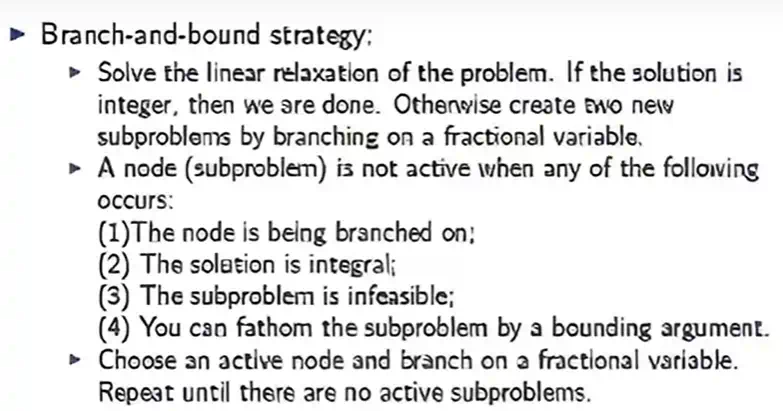 Branch-and-bound strategy:
Solve the linear relaxation of the problem. If the solution is
integer, then we are done. Otherwise create two new
subproblems by branching on a fractional variable.
A node (subproblem) is not active when any of the following
occurs:
(1)The node is being branched on;
(2) The solution is integral;
(3) The subproblem is infeasible;
(4) You can fathom the subproblem by a bounding argument.
Choose an active node and branch on a fractional variable.
Repeat until there are no active subproblems.